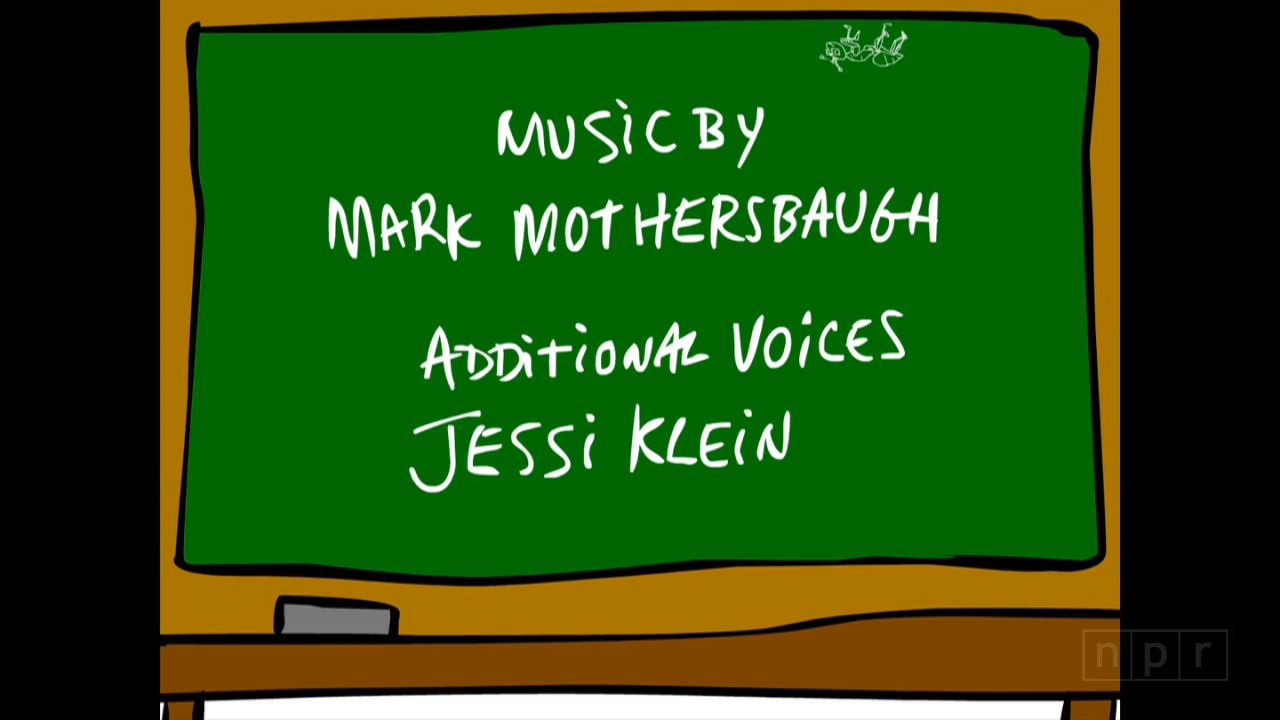 MUSiC BY
MARK MOTHERSBAUGH
ADDiTiONAL VOiCES
JESSi KLEiN
npr